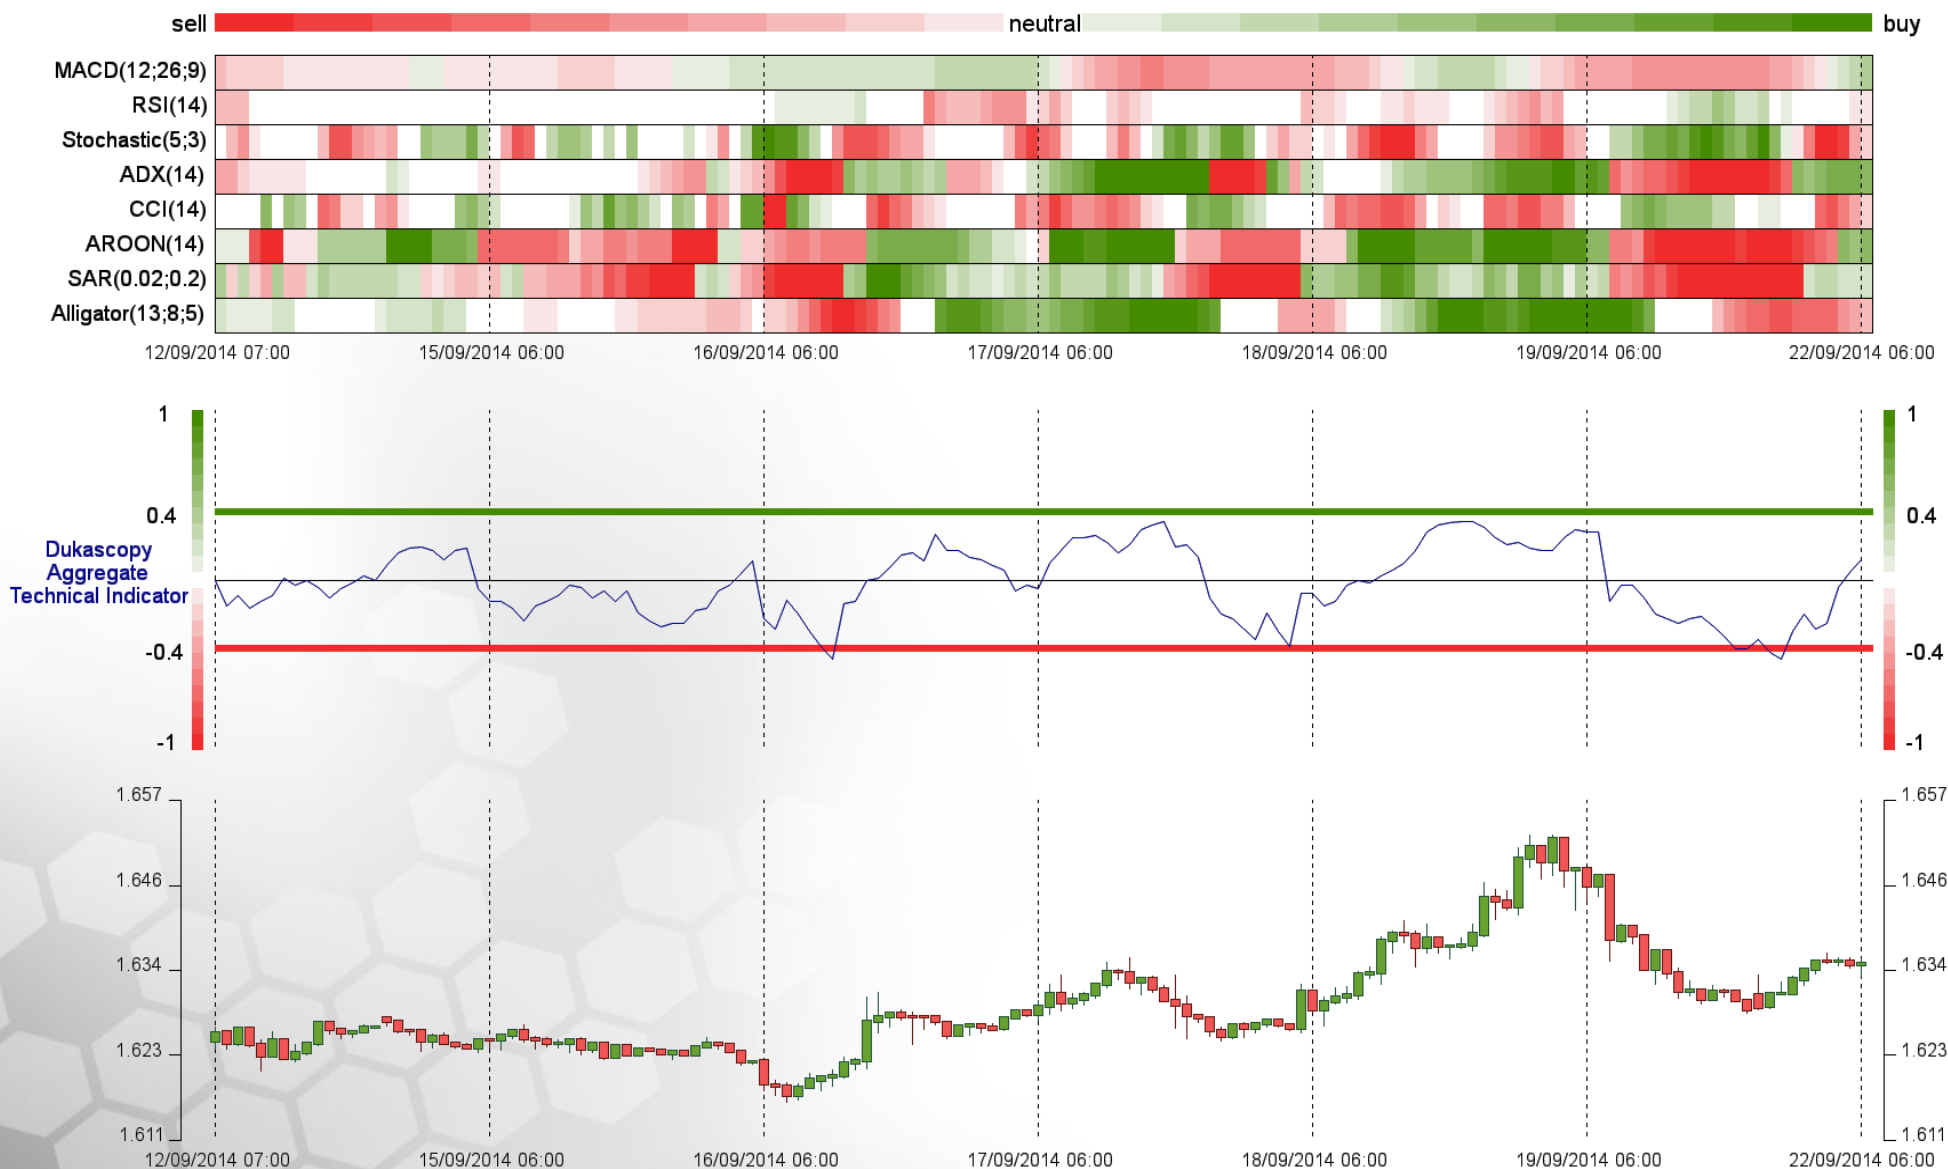 sell neutral buy
MACD(12;26;9)
RSI(14)
Stochastic(5;3)
ADX(14)
CCI(14)
AROON(14)
SAR(0.02;0.2)
Alligator(13;8;5)
12/09/2014 07:00 15/09/2014 06:00 16/09/2014 06:00 17/09/2014 06:00 18/09/2014 06:00 19/09/2014 06:00 22/09/2014 06:00
1 1
0.4 0.4
Dukascopy
Aggregate
Technical Indicator
-0.4 -0.4
-1 -1
1.657 1.657
1.646 1.646
1.634 1.634
1.623 1.623
1.611 1.611
12/09/2014 07:00 15/09/2014 06:00 16/09/2014 06:00 17/09/2014 06:00 18/09/2014 06:00 19/09/2014 06:00 22/09/2014 06:00